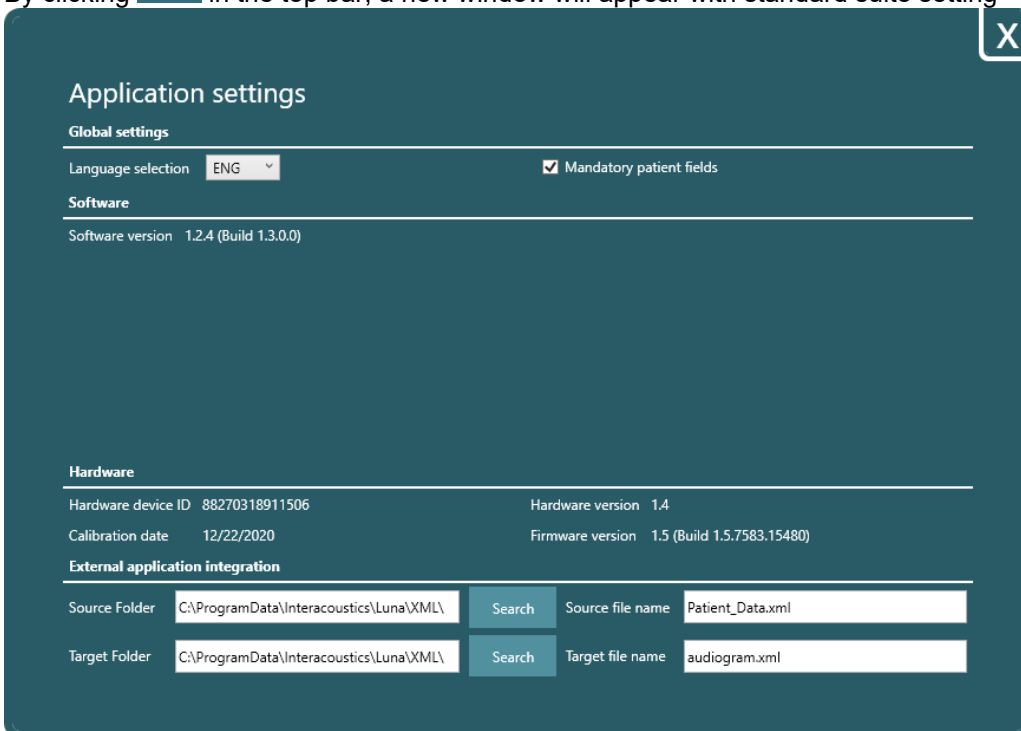 By clicking in the top bar, a new window will appear with standard suite setting
X
Application settings
Global settings
Language selection ENG Mandatory patient fields
Software
Software version 1.2.4 (Build 1.3.0.0)
Hardware
Hardware device ID 88270318911506 Hardware version 1.4
Calibration date 12/22/2020 Firmware version 1.5 (Build 1.5.7583.15480)
External application integration
Source Folder C:\ProgramData\Interacoustics\Luna\XML\ Search Source file name Patient_Data.xml
Target Folder C:\ProgramData\Interacoustics\Luna\XML\ Search Target file name audiogram.xml